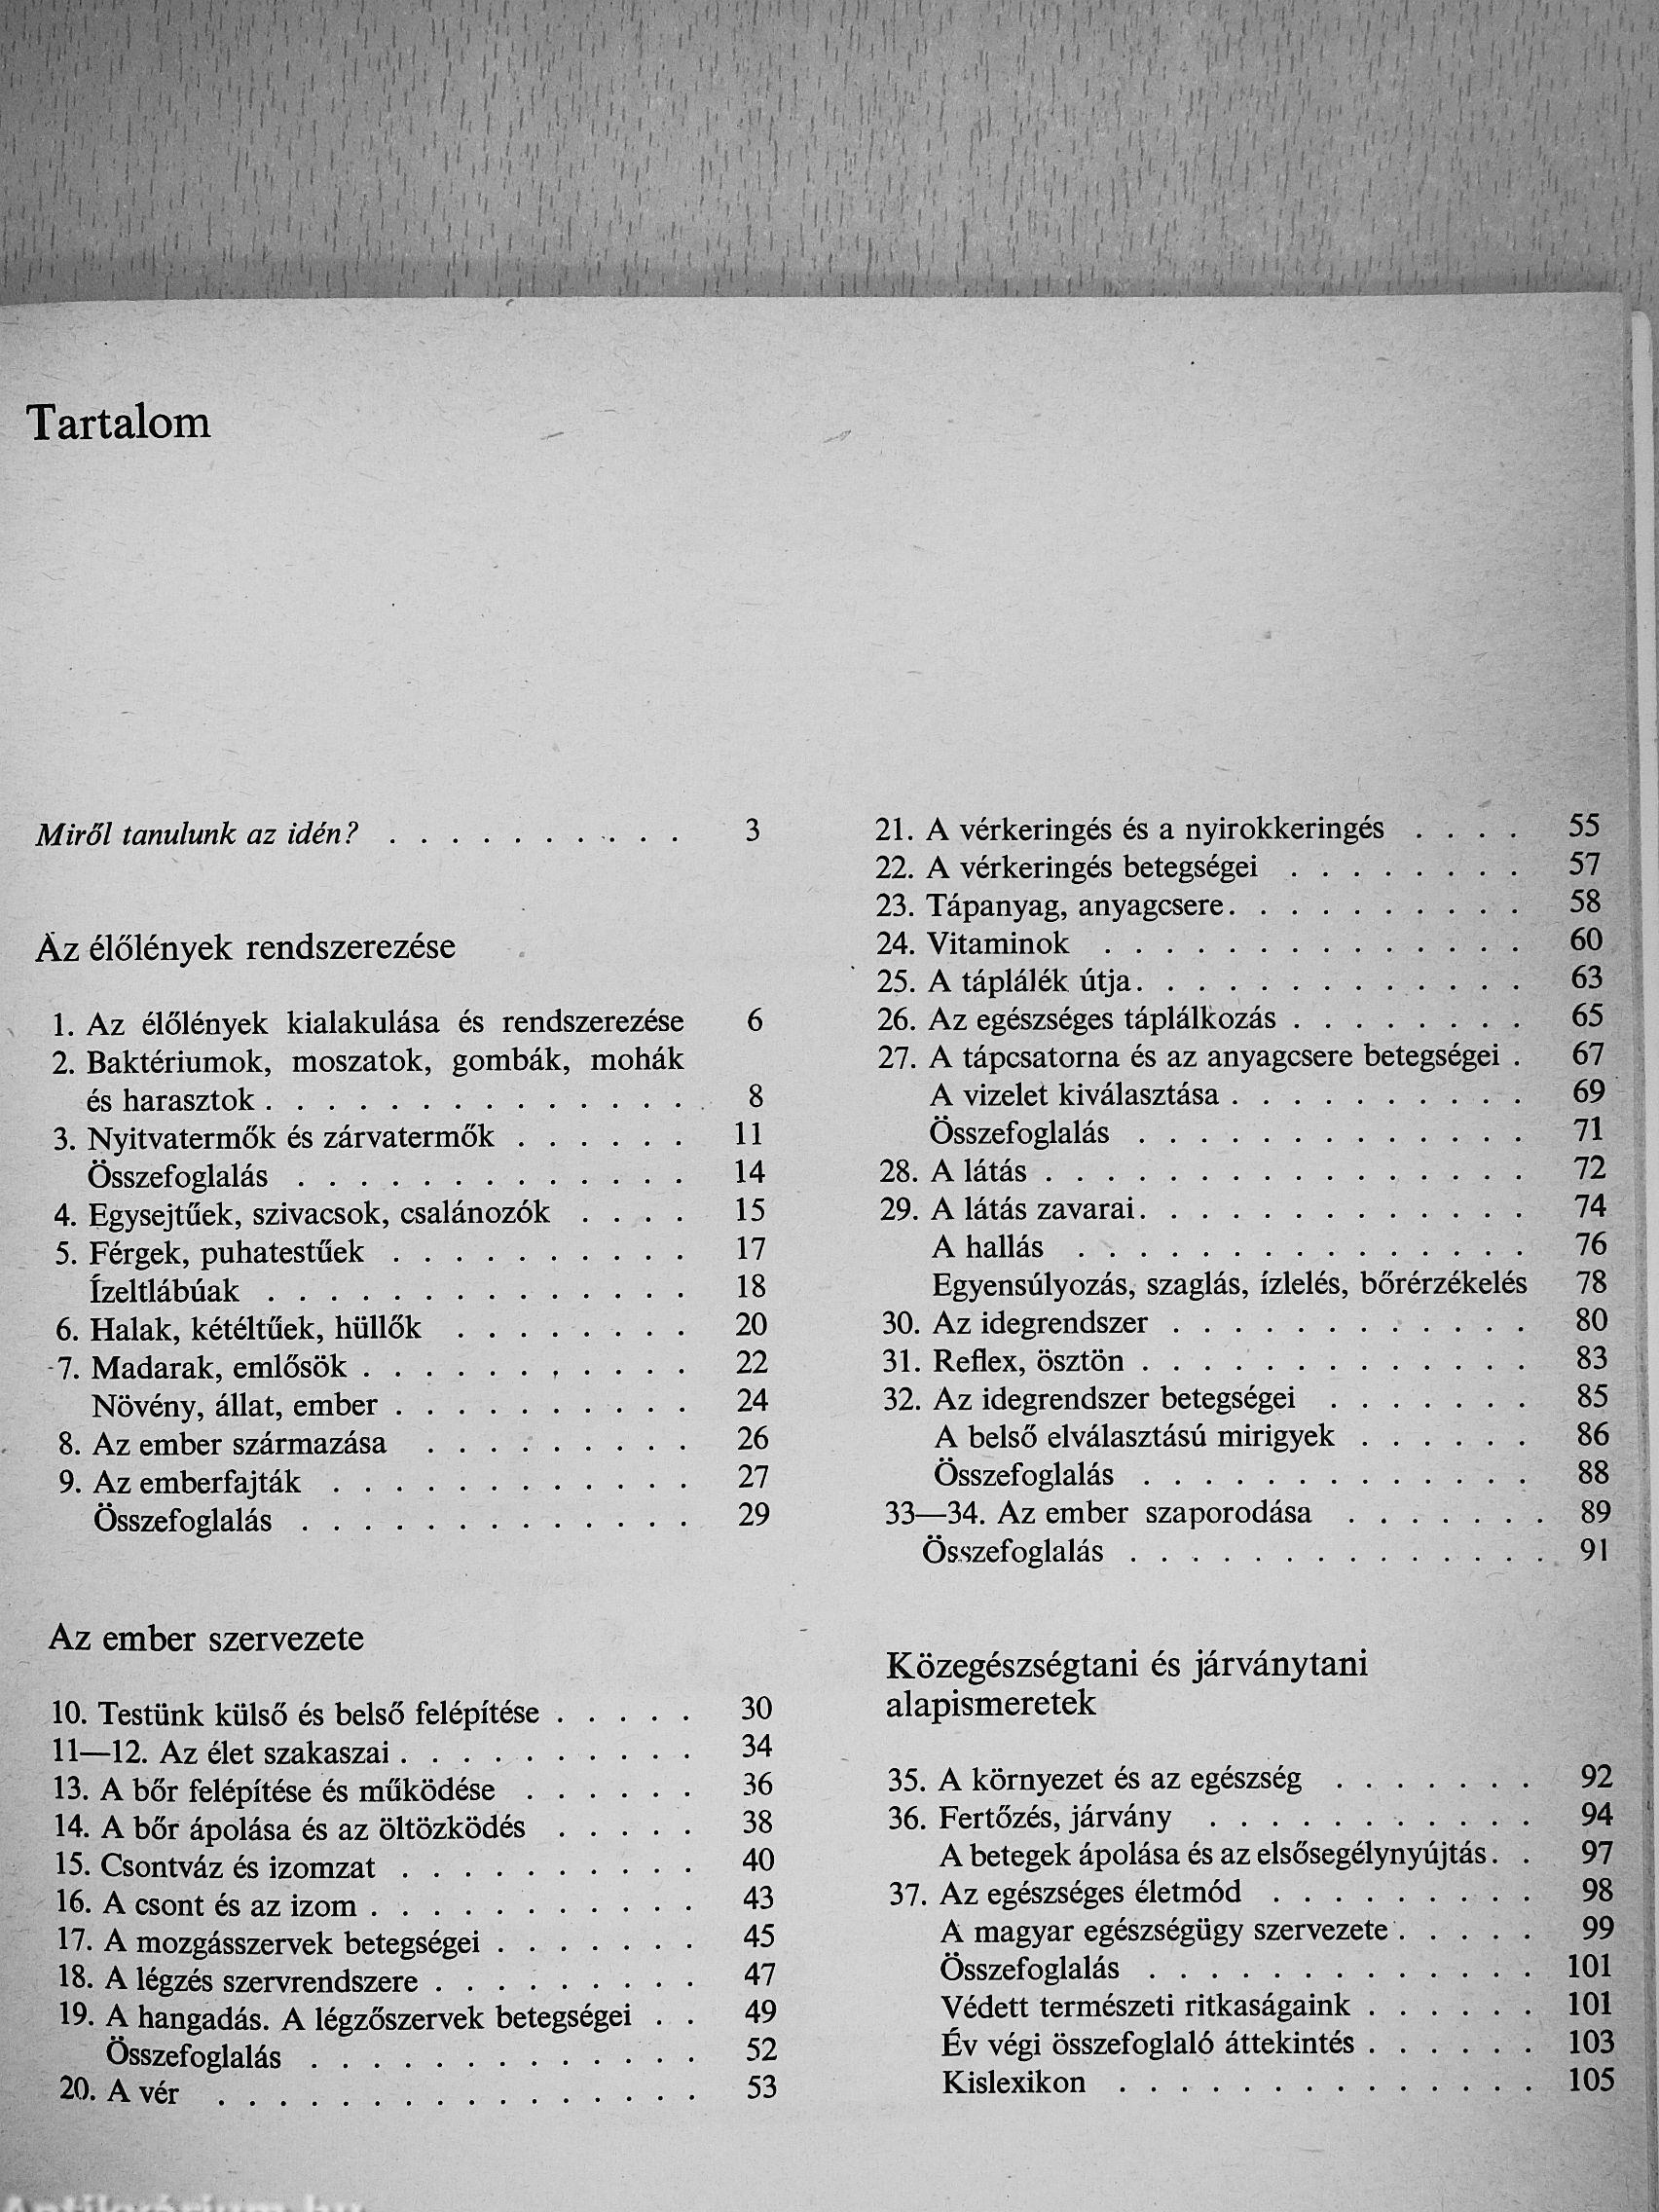 Tartalom
Miről tanulunk az idén? . . . . . . . . . . 3
Az élőlények rendszerezése
1. Az élőlények kialakulása és rendszerezése 6
2. Baktériumok, moszatok, gombák, mohák
és harasztok . . . . . . . . . . . . . . 8
3. Nyitvatermők és zárvatermők . . . . . . 11
Összefoglalás . . . . . . . . . . . . . 14
4. Egysejtűek, szivacsok, csalánozók . . . . 15
5. Férgek, puhatestűek . . . . . . . . . . 17
Ízeltlábúak . . . . . . . . . . . . . . 18
6. Halak, kétéltűek, hüllők . . . . . . . . 20
7. Madarak, emlősök . . . . . . . . . . . 22
Növény, állat, ember . . . . . . . . . . 24
8. Az ember származása . . . . . . . . . 26
9. Az emberfajták . . . . . . . . . . . . 27
Összefoglalás . . . . . . . . . . . . . 29
Az ember szervezete
10. Testünk külső és belső felépítése . . . . . 30
11—12. Az élet szakaszai . . . . . . . . . . 34
13. A bőr felépítése és működése . . . . . . 36
14. A bőr ápolása és az öltözködés . . . . . 38
15. Csontváz és izomzat . . . . . . . . . . 40
16. A csont és az izom . . . . . . . . . . . 43
17. A mozgásszervek betegségei . . . . . . . 45
18. A légzés szervrendszere . . . . . . . . . 47
19. A hangadás. A légzőszervek betegségei . . 49
Összefoglalás . . . . . . . . . . . . . 52
20. A vér . . . . . . . . . . . . . . . . 53
21. A vérkeringés és a nyirokkeringés . . . . 55
22. A vérkeringés betegségei . . . . . . . . 57
23. Tápanyag, anyagcsere. . . . . . . . . . 58
24. Vitaminok . . . . . . . . . . . . . . 60
25. A táplálék útja. . . . . . . . . . . . . 63
26. Az egészséges táplálkozás . . . . . . . . 65
27. A tápcsatorna és az anyagcsere betegségei . 67
A vizelet kiválasztása . . . . . . . . . . 69
Összefoglalás . . . . . . . . . . . . . 71
28. A látás . . . . . . . . . . . . . . . . 72
29. A látás zavarai. . . . . . . . . . . . . 74
A hallás . . . . . . . . . . . . . . . 76
Egyensúlyozás, szaglás, ízlelés, bőrérzékelés 78
30. Az idegrendszer . . . . . . . . . . . . 80
31. Reflex, ösztön . . . . . . . . . . . . . 83
32. Az idegrendszer betegségei . . . . . . . 85
A belső elválasztású mirigyek . . . . . . 86
Összefoglalás . . . . . . . . . . . . . 88
33—34. Az ember szaporodása . . . . . . . 89
Összefoglalás . . . . . . . . . . . . . . 91
Közegészségtani és járványtani
alapismeretek
35. A környezet és az egészség . . . . . . . 92
36. Fertőzés, járvány . . . . . . . . . . . 94
A betegek ápolása és az elsősegélynyújtás. . 97
37. Az egészséges életmód . . . . . . . . . 98
A magyar egészségügy szervezete . . . . . 99
Összefoglalás . . . . . . . . . . . . . 101
Védett természeti ritkaságaink . . . . . . 101
Év végi összefoglaló áttekintés . . . . . . 103
Kislexikon . . . . . . . . . . . . . . 105